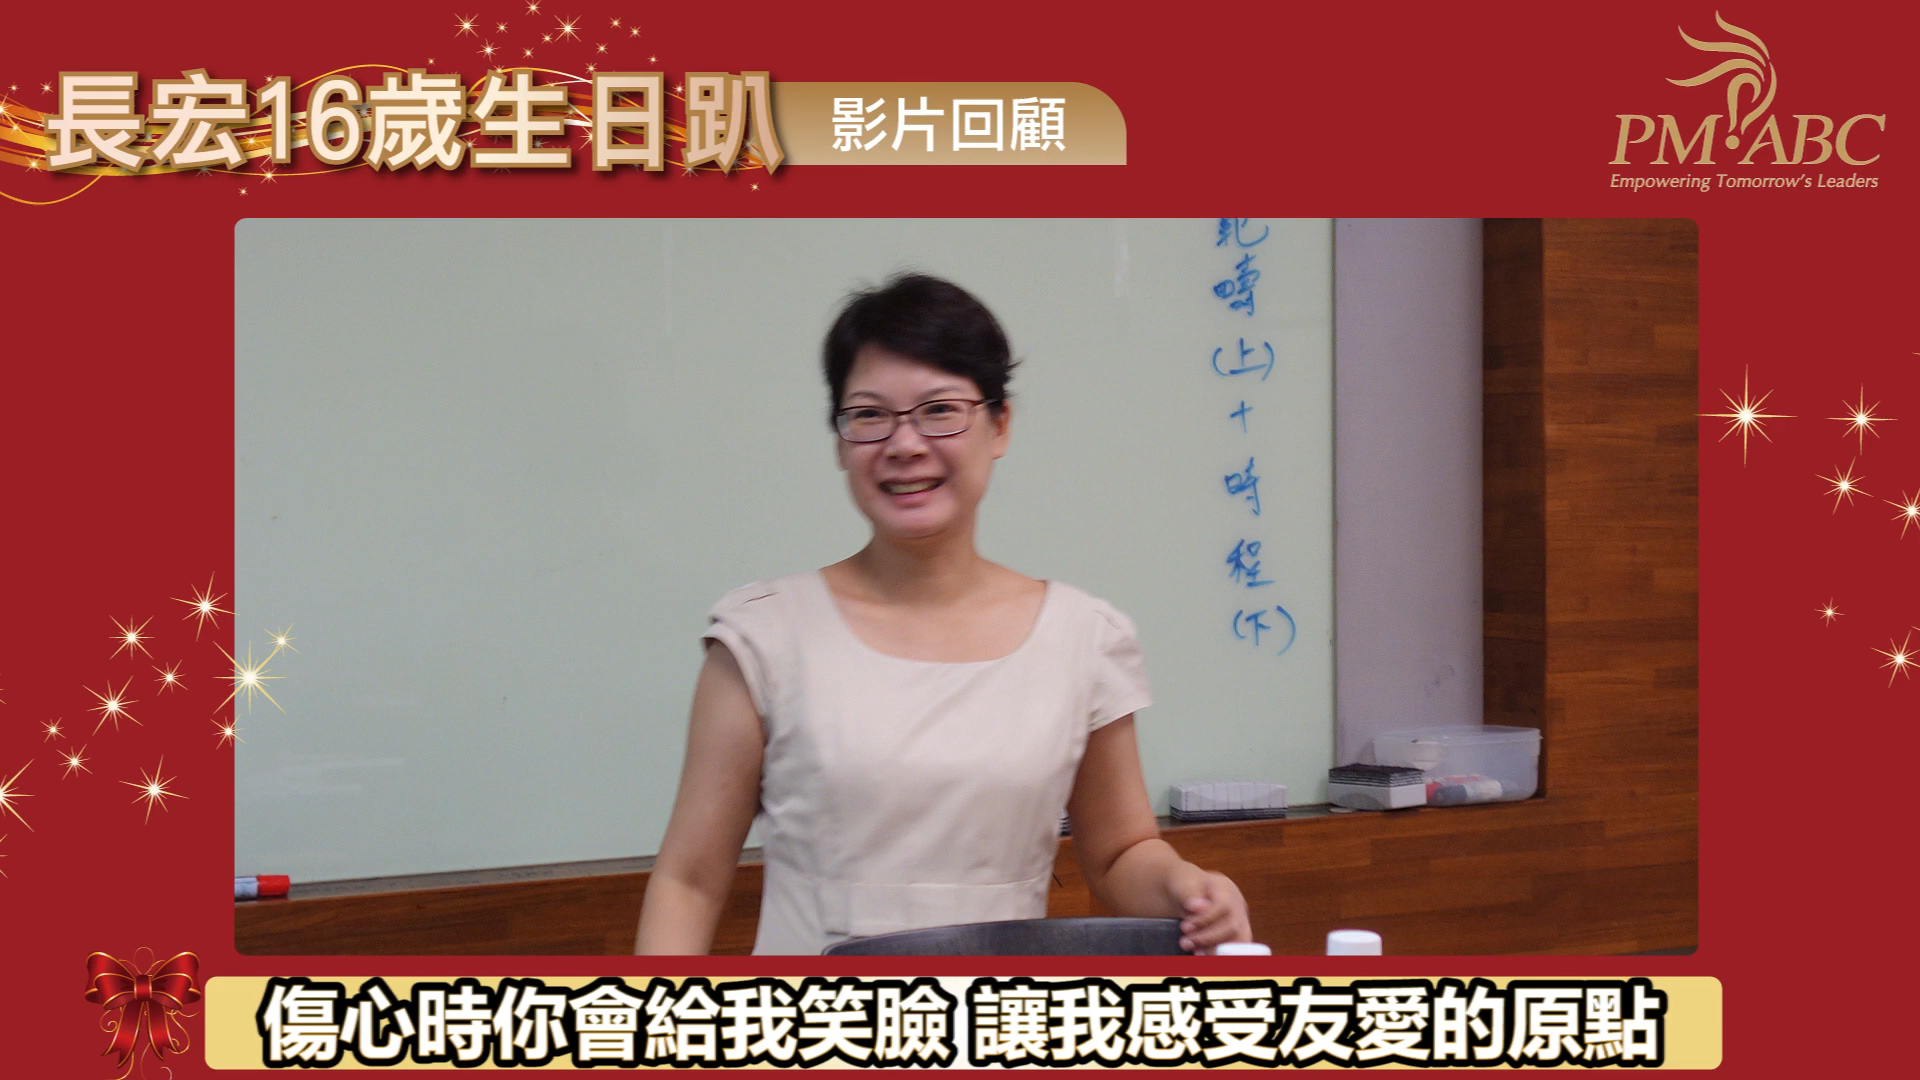 長宏16歲生日趴
影片回顧
PM ABC
Empowering Tomorrow's Leaders
範疇(上)+時程(下)
傷心時你會給我笑臉 讓我感受友愛的原點